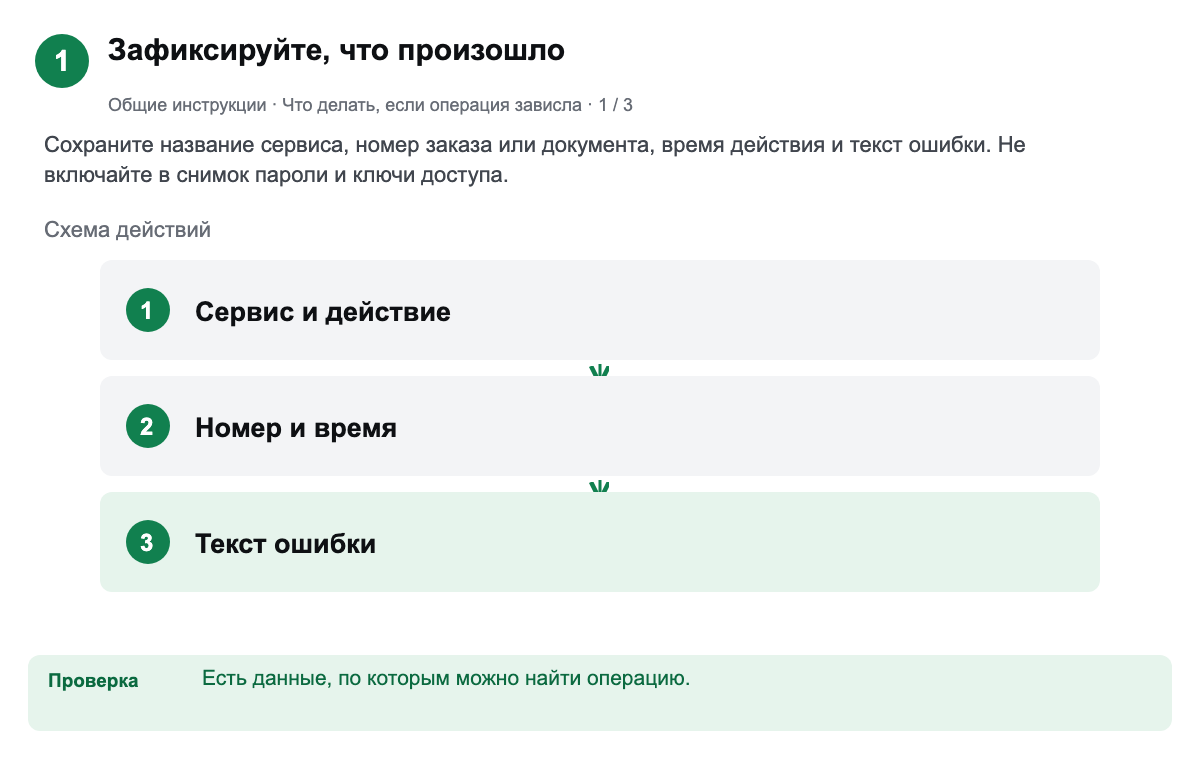 1
Зафиксируйте, что произошло
Общие инструкции · Что делать, если операция зависла · 1 / 3
Сохраните название сервиса, номер заказа или документа, время действия и текст ошибки. Не
включайте в снимок пароли и ключи доступа.
Схема действий
1 Сервис и действие
2 Номер и время
3 Текст ошибки
Проверка Есть данные, по которым можно найти операцию.